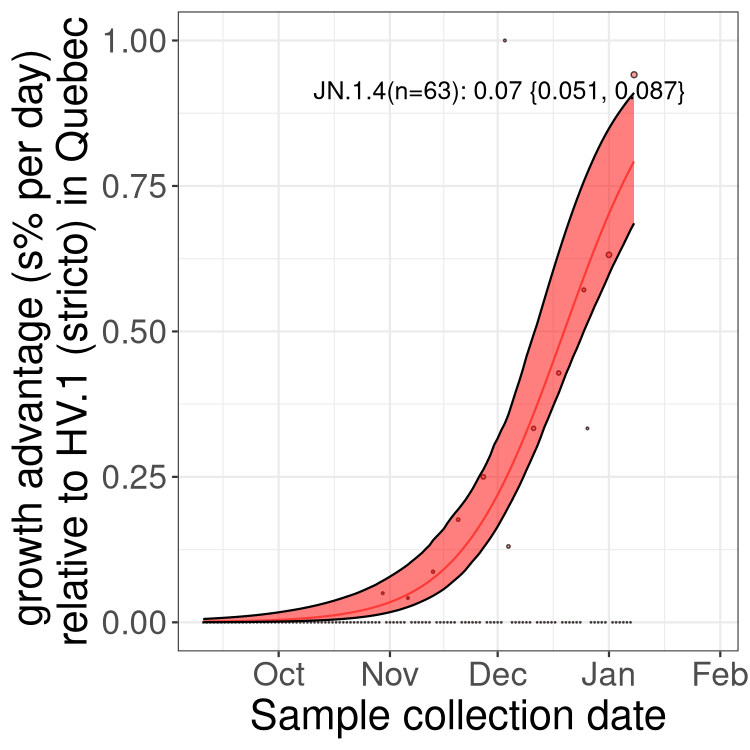 growth advantage (s% per day)
relative to HV.1 (stricto) in Quebec
1.00
0.75
0.50
0.25
0.00
JN.1.4(n=63): 0.07 {0.051, 0.087}
Oct Nov Dec Jan Feb
Sample collection date